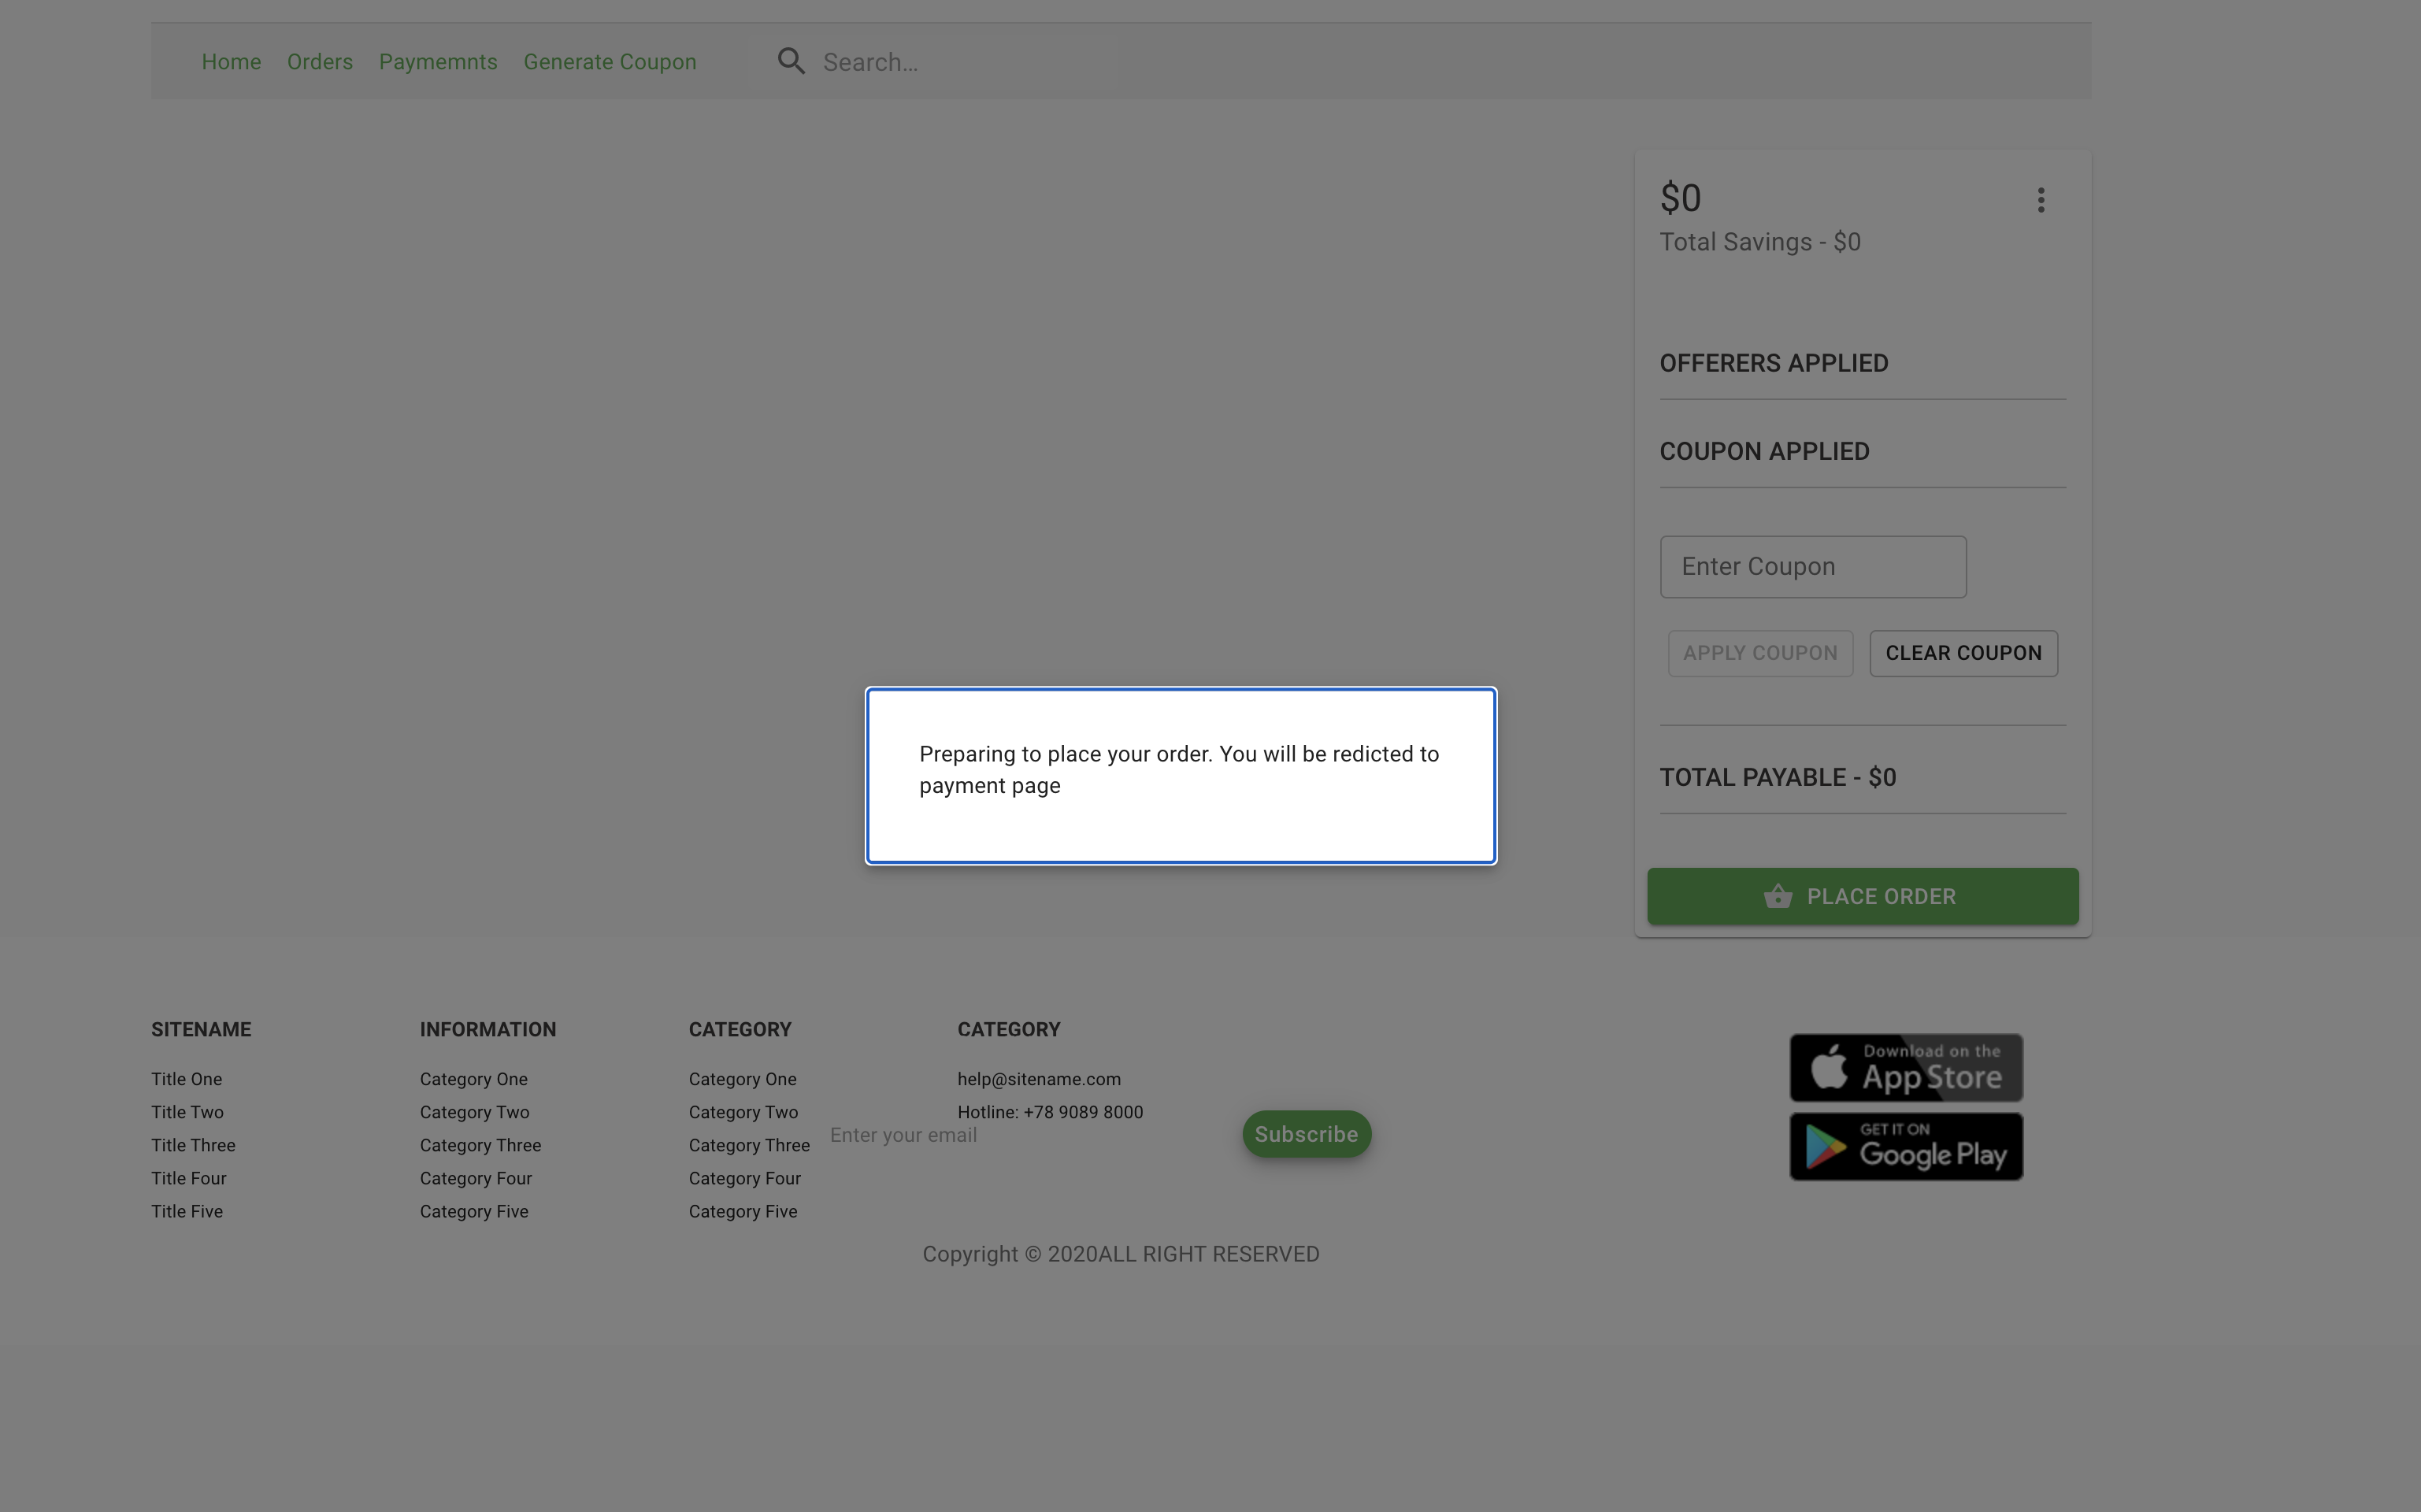 Home Orders Paymemnts Generate Coupon Search...
$0
Total Savings - $0
OFFERERS APPLIED
COUPON APPLIED
Enter Coupon
APPLY COUPON CLEAR COUPON
Preparing to place your order. You will be redicted to
payment page
TOTAL PAYABLE - $0
PLACE ORDER
SITENAME
Title One
Title Two
Title Three
Title Four
Title Five
INFORMATION
Category One
Category Two
Category Three
Category Four
Category Five
CATEGORY
Category One
Category Two
Category Three
Category Four
Category Five
CATEGORY
help@sitename.com
Hotline: +78 9089 8000
Enter your email
Subscribe
Download on the
App Store
GET IT ON
Google Play
Copyright © 2020ALL RIGHT RESERVED